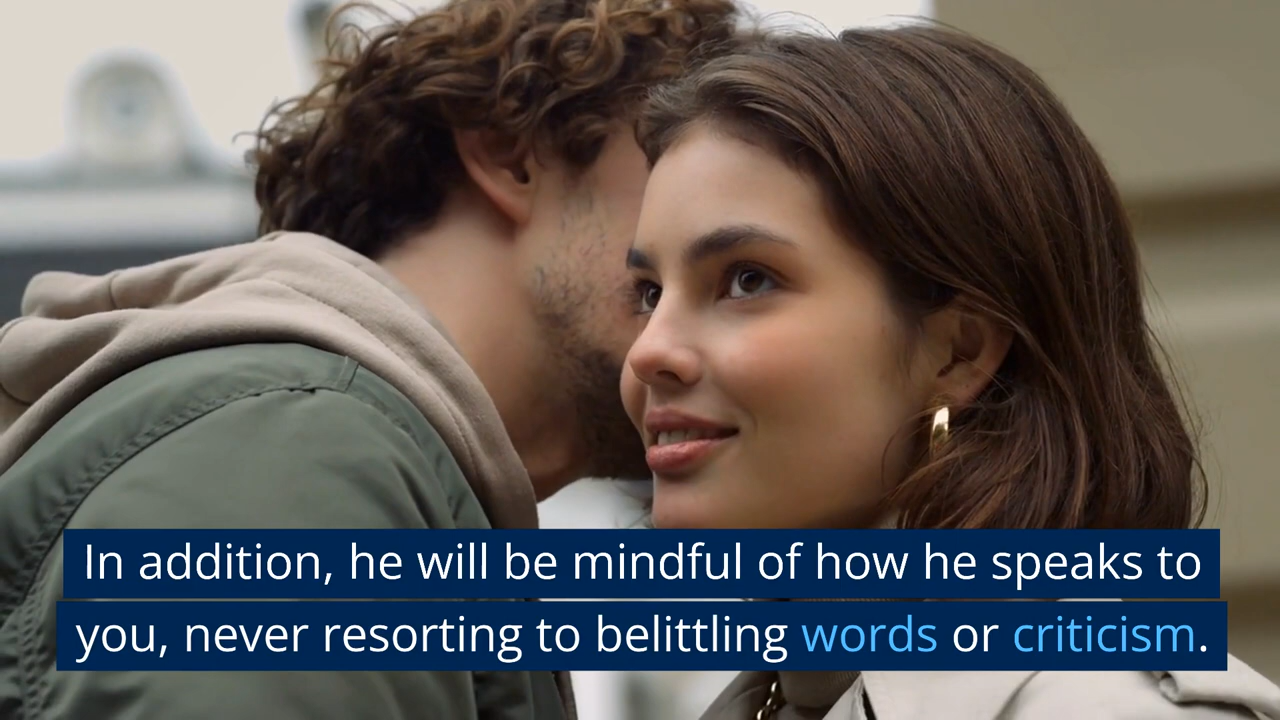 In addition, he will be mindful of how he speaks to
you, never resorting to belittling words or criticism.